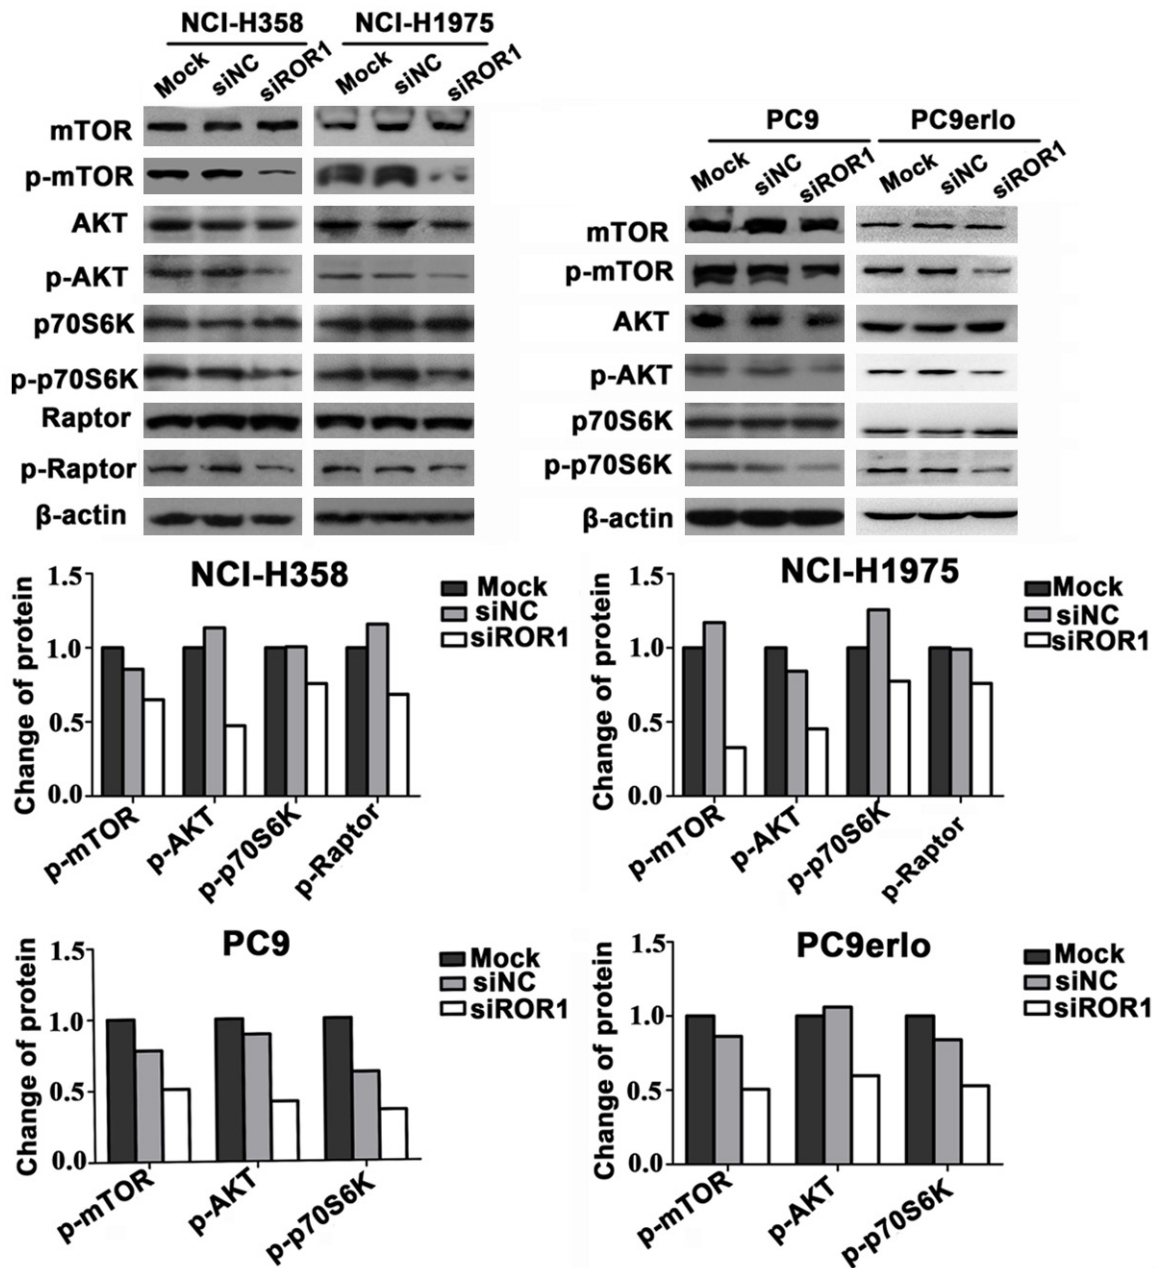 NCI-H358 NCI-H1975
Mock siNC siROR1 Mock siNC siROR1
mTOR
p-mTOR
AKT
p-AKT
p70S6K
p-p70S6K
Raptor
p-Raptor
β-actin
PC9 PC9erlo
Mock siNC siROR1 Mock siNC siROR1
mTOR
p-mTOR
AKT
p-AKT
p70S6K
p-p70S6K
β-actin
NCI-H358
Change of protein
1.5
1.0
0.5
0.0
p-mTOR p-AKT p-p70S6K p-Raptor
Mock
siNC
siROR1
NCI-H1975
Change of protein
1.5
1.0
0.5
0.0
p-mTOR p-AKT p-p70S6K p-Raptor
Mock
siNC
siROR1
PC9
Change of protein
1.5
1.0
0.5
0.0
p-mTOR p-AKT p-p70S6K
Mock
siNC
siROR1
PC9erlo
Change of protein
1.5
1.0
0.5
0.0
p-mTOR p-AKT p-p70S6K
Mock
siNC
siROR1